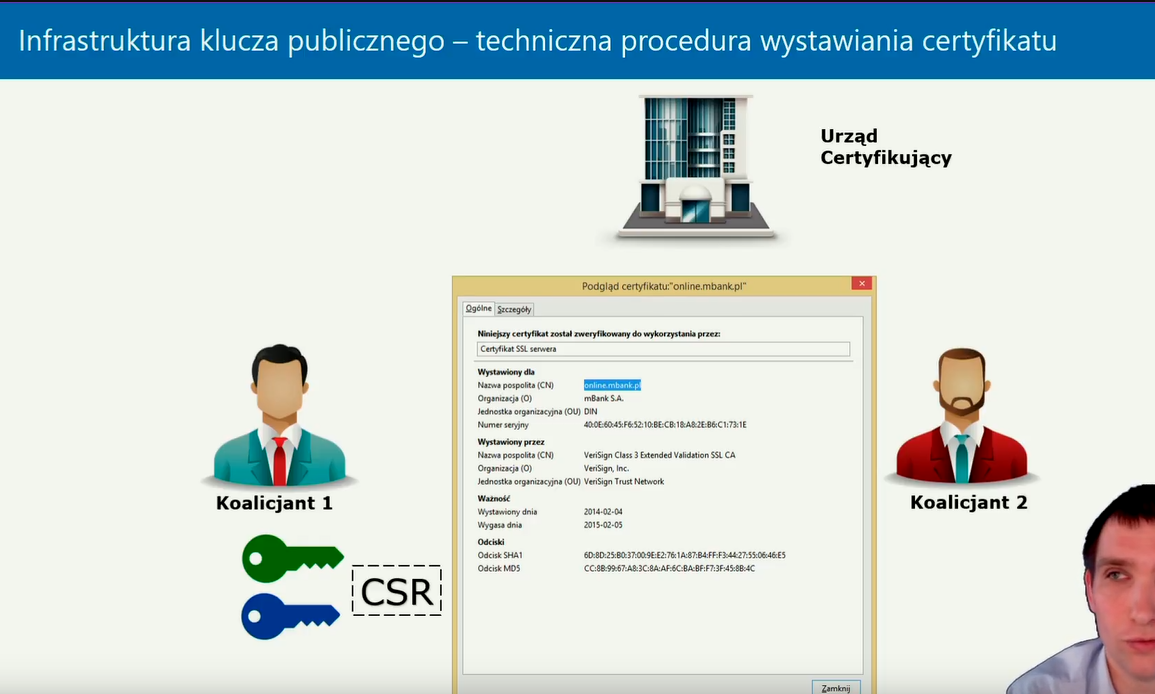 Infrastruktura klucza publicznego – techniczna procedura wystawiania certyfikatu
Urząd
Certyfikujący
Podgląd certyfikatu:"online.mbank.pl"
Ogólne Szczegóły
Niniejszy certyfikat został zweryfikowany do wykorzystania przez:
Certyfikat SSL serwera
Wystawiony dla
Nazwa pospolita (CN) online.mbank.pl
Organizacja (O) mBank S.A.
Jednostka organizacyjna (OU) DIN
Numer seryjny 40:0E:60:45:F6:52:10:BE:CB:18:A8:2E:B6:C1:73:1E
Wystawiony przez
Nazwa pospolita (CN) VeriSign Class 3 Extended Validation SSL CA
Organizacja (O) VeriSign, Inc.
Jednostka organizacyjna (OU) VeriSign Trust Network
Ważność
Wystawiony dnia 2014-02-04
Wygasa dnia 2015-02-05
Odciski
Odcisk SHA1 6D:8D:25:B0:37:00:9E:E2:76:1A:87:B4:FF:F3:44:27:55:06:46:E5
Odcisk MD5 CC:8B:99:67:A8:3C:8A:AF:6C:BA:BF:F7:3F:45:8B:4C
Zamknij
Koalicjant 1
CSR
Koalicjant 2